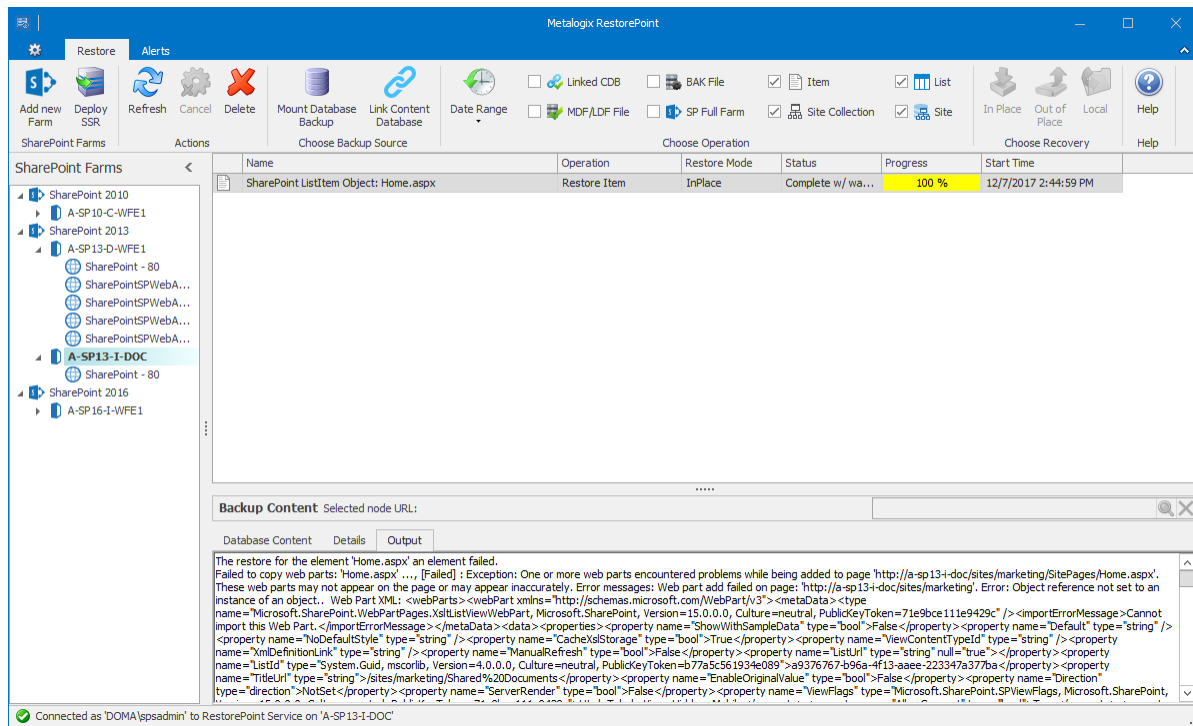 Metalogix RestorePoint
Restore Alerts
Add new Farm
Deploy SSR
Refresh
Cancel
Delete
Mount Database Backup
Link Content Database
Date Range
Linked CDB
BAK File
Item
List
MDF/LDF File
SP Full Farm
Site Collection
Site
In Place
Out of Place
Local
Help
SharePoint Farms
Actions
Choose Backup Source
Choose Operation
Choose Recovery
Help
SharePoint Farms
SharePoint 2010
A-SP10-C-WFE1
SharePoint 2013
A-SP13-D-WFE1
SharePoint - 80
SharePointSPWebA...
SharePointSPWebA...
SharePointSPWebA...
SharePointSPWebA...
A-SP13-I-DOC
SharePoint - 80
SharePoint 2016
A-SP16-I-WFE1
Name Operation Restore Mode Status Progress Start Time
SharePoint ListItem Object: Home.aspx Restore Item InPlace Complete w/ wa... 100 % 12/7/2017 2:44:59 PM
Backup Content Selected node URL:
Database Content Details Output
The restore for the element 'Home.aspx' an element failed.
Failed to copy web parts: 'Home.aspx' ..., [Failed] : Exception: One or more web parts encountered problems while being added to page 'http://a-sp13-i-doc/sites/marketing/SitePages/Home.aspx'.
These web parts may not appear on the page or may appear inaccurately. Error messages: Web part add failed on page: 'http://a-sp13-i-doc/sites/marketing'. Error: Object reference not set to an
instance of an object.. Web Part XML: <webParts><webPart xmlns="http://schemas.microsoft.com/WebPart/v3"><metaData><type
name="Microsoft.SharePoint.WebPartPages.XsltListViewWebPart, Microsoft.SharePoint, Version=15.0.0.0, Culture=neutral, PublicKeyToken=71e9bce111e9429c" /><importErrorMessage>Cannot
import this Web Part.</importErrorMessage></metaData><data><properties><property name="ShowWithSampleData" type="bool">False</property><property name="Default" type="string" />
<property name="NoDefaultStyle" type="string" /><property name="CacheXslStorage" type="bool">True</property><property name="ViewContentTypeId" type="string" /><property
name="XmlDefinitionLink" type="string" /><property name="ManualRefresh" type="bool">False</property><property name="ListUrl" type="string" null="true"></property><property
name="ListId" type="System.Guid, mscorlib, Version=4.0.0.0, Culture=neutral, PublicKeyToken=b77a5c561934e089">a9376767-b96a-4f13-aaee-223347a377ba</property><property
name="TitleUrl" type="string">/sites/marketing/Shared%20Documents</property><property name="EnableOriginalValue" type="bool">False</property><property name="Direction"
type="direction">NotSet</property><property name="ServerRender" type="bool">False</property><property name="ViewFlags" type="Microsoft.SharePoint.SPViewFlags, Microsoft.SharePoint,
Connected as 'DOMA\spsadmin' to RestorePoint Service on 'A-SP13-I-DOC'